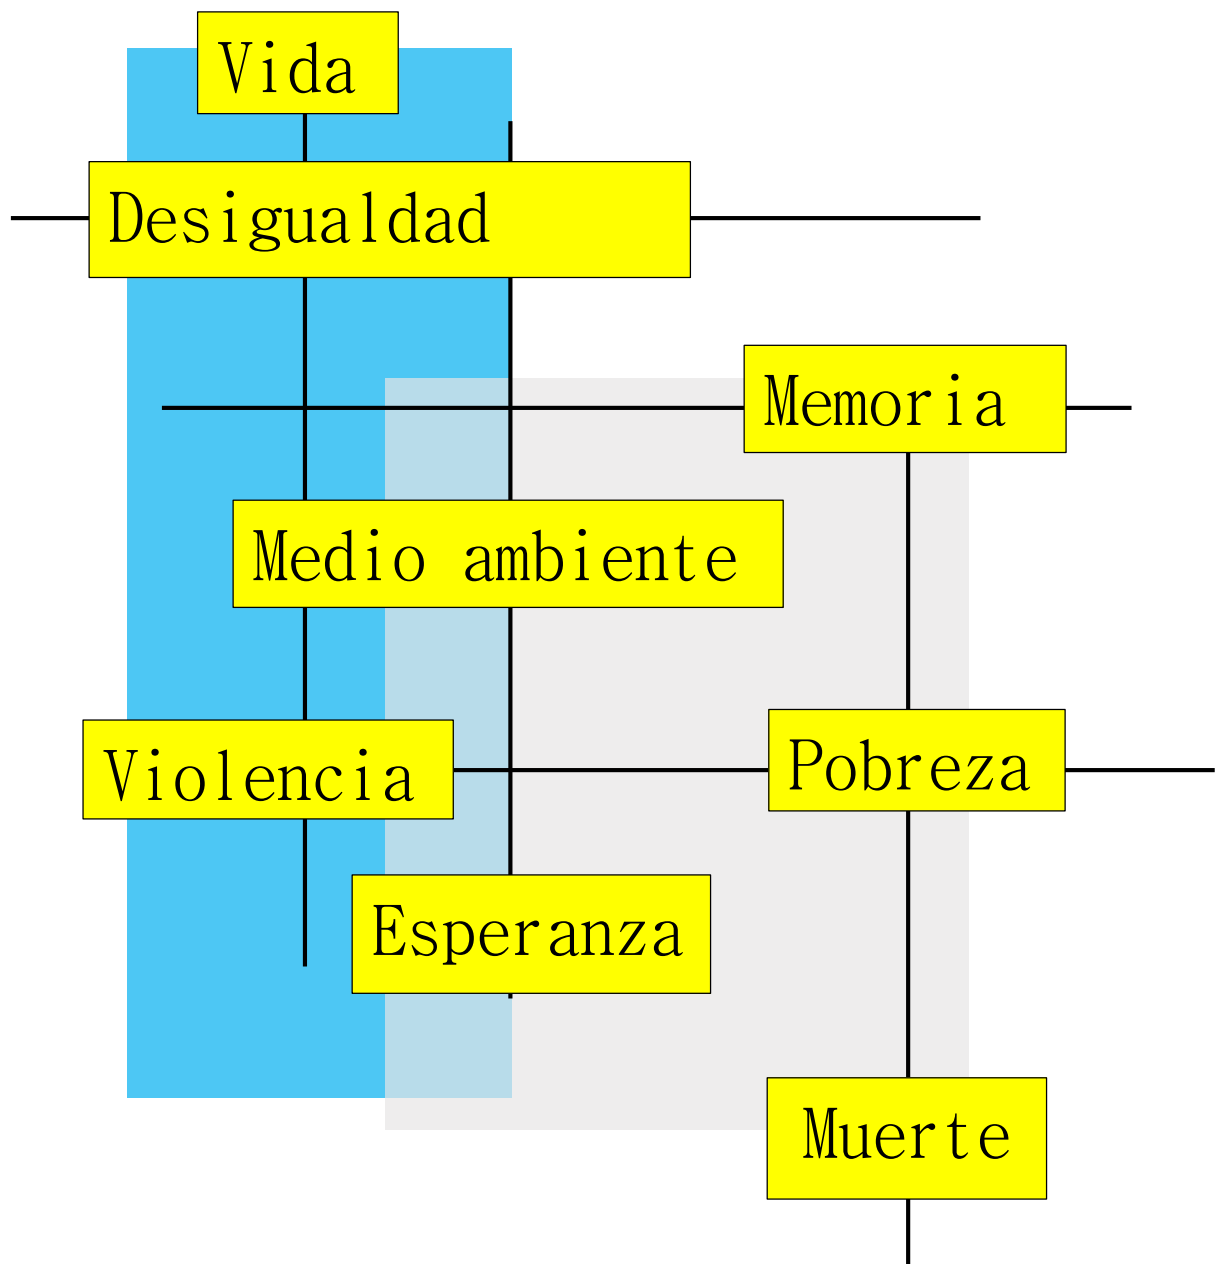 Vida
Desigualdad
Memoria
Medio ambiente
Violencia
Pobreza
Esperanza
Muerte